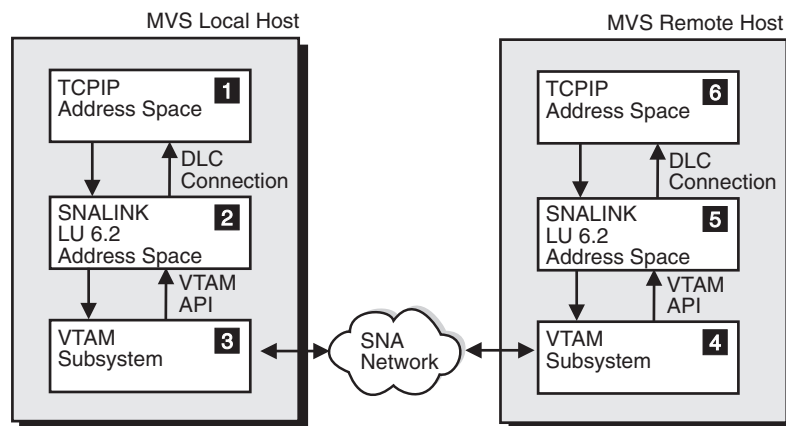 MVS Local Host
TCPIP 1
Address Space
DLC
Connection
SNALINK 2
LU 6.2
Address Space
VTAM
API
VTAM 3
Subsystem
SNA
Network
MVS Remote Host
TCPIP 6
Address Space
DLC
Connection
SNALINK 5
LU 6.2
Address Space
VTAM
API
VTAM 4
Subsystem